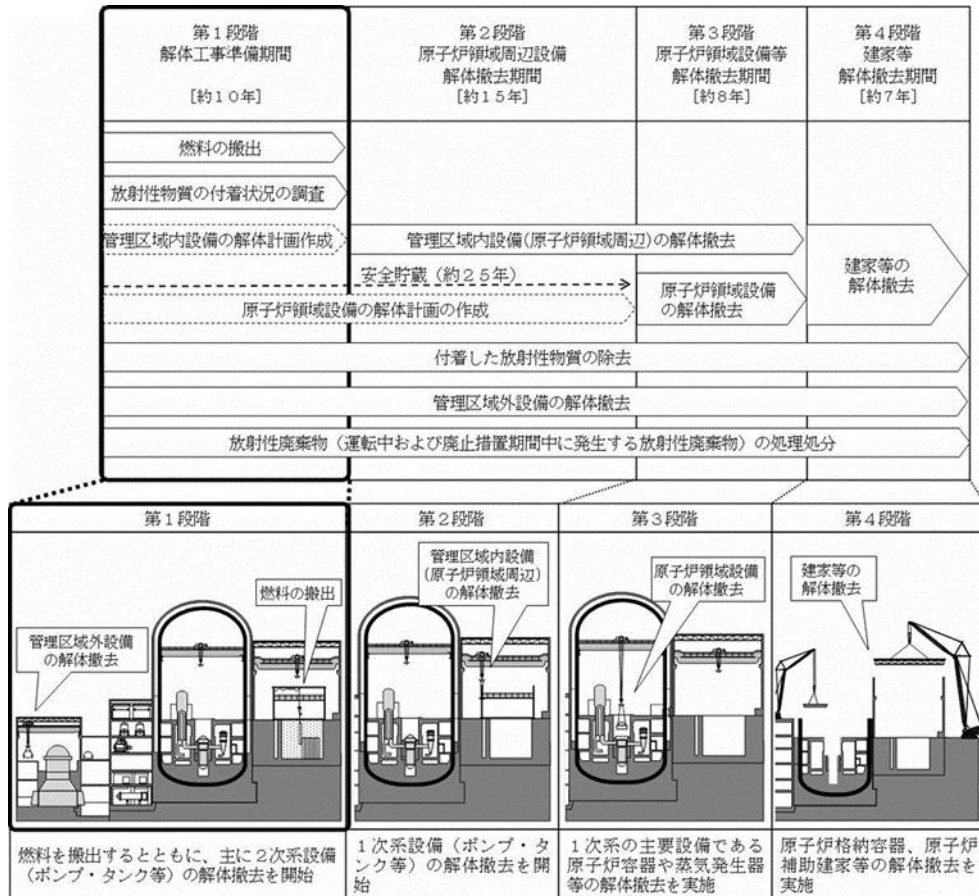 第１段階
解体工事準備期間
[約１０年]
第２段階
原子炉領域周辺設備
解体撤去期間
[約１５年]
第３段階
原子炉領域設備等
解体撤去期間
[約８年]
第４段階
建家等
解体撤去期間
[約７年]
燃料の搬出
放射性物質の付着状況の調査
管理区域内設備の解体計画作成
管理区域内設備(原子炉領域周辺)の解体撤去
安全貯蔵（約２５年）
原子炉領域設備の解体計画の作成
原子炉領域設備
の解体撤去
建家等の
解体撤去
付着した放射性物質の除去
管理区域外設備の解体撤去
放射性廃棄物（運転中および廃止措置期間中に発生する放射性廃棄物）の処理処分
第１段階
第２段階
第３段階
第４段階
管理区域外設備
の解体撤去
燃料の搬出
管理区域内設備
(原子炉領域周辺)
の解体撤去
原子炉領域設備
の解体撤去
建家等の
解体撤去
燃料を搬出するとともに、主に２次系設備
（ポンプ・タンク等）の解体撤去を開始
１次系設備（ポンプ・タ
ンク等）の解体撤去を開
始
１次系の主要設備である
原子炉容器や蒸気発生器
等の解体撤去を実施
原子炉格納容器、原子炉
補助建家等の解体撤去を
実施